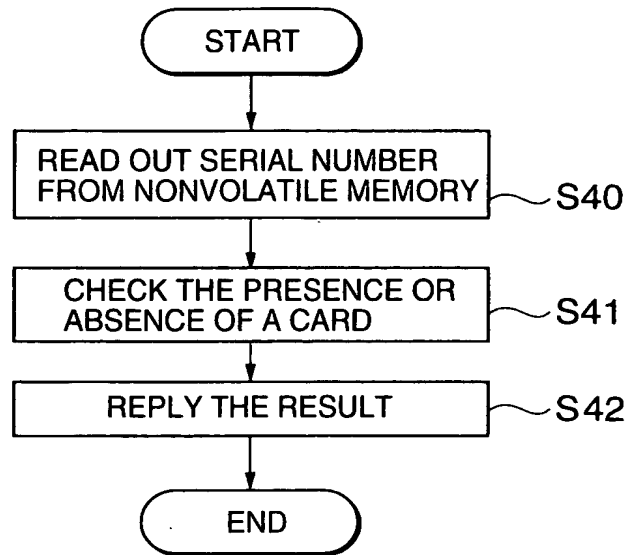 START
READ OUT SERIAL NUMBER
FROM NONVOLATILE MEMORY
S40
CHECK THE PRESENCE OR
ABSENCE OF A CARD
S41
REPLY THE RESULT
S42
END